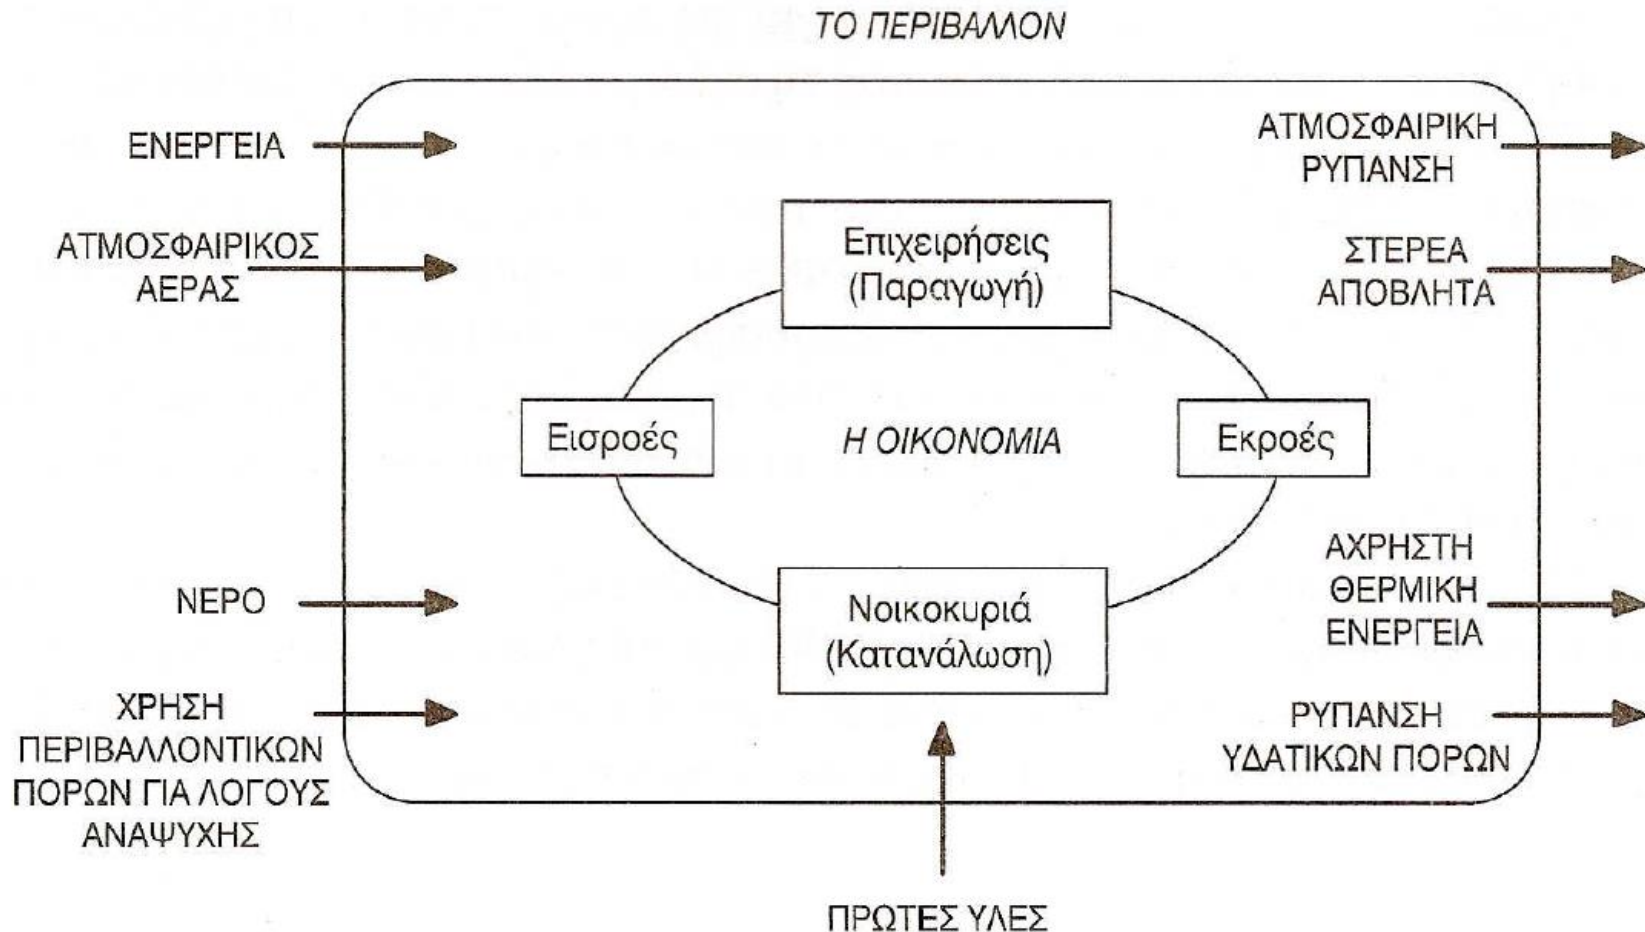 ΤΟ ΠΕΡΙΒΑΛΛΟΝ
ΕΝΕΡΓΕΙΑ
ΑΤΜΟΣΦΑΙΡΙΚΟΣ
ΑΕΡΑΣ
ΝΕΡΟ
ΧΡΗΣΗ
ΠΕΡΙΒΑΛΛΟΝΤΙΚΩΝ
ΠΟΡΩΝ ΓΙΑ ΛΟΓΟΥΣ
ΑΝΑΨΥΧΗΣ
Επιχειρήσεις
(Παραγωγή)
Εισροές
Η ΟΙΚΟΝΟΜΙΑ
Εκροές
Νοικοκυριά
(Κατανάλωση)
ΠΡΩΤΕΣ ΥΛΕΣ
ΑΤΜΟΣΦΑΙΡΙΚΗ
ΡΥΠΑΝΣΗ
ΣΤΕΡΕΑ
ΑΠΟΒΛΗΤΑ
ΑΧΡΗΣΤΗ
ΘΕΡΜΙΚΗ
ΕΝΕΡΓΕΙΑ
ΡΥΠΑΝΣΗ
ΥΔΑΤΙΚΩΝ ΠΟΡΩΝ